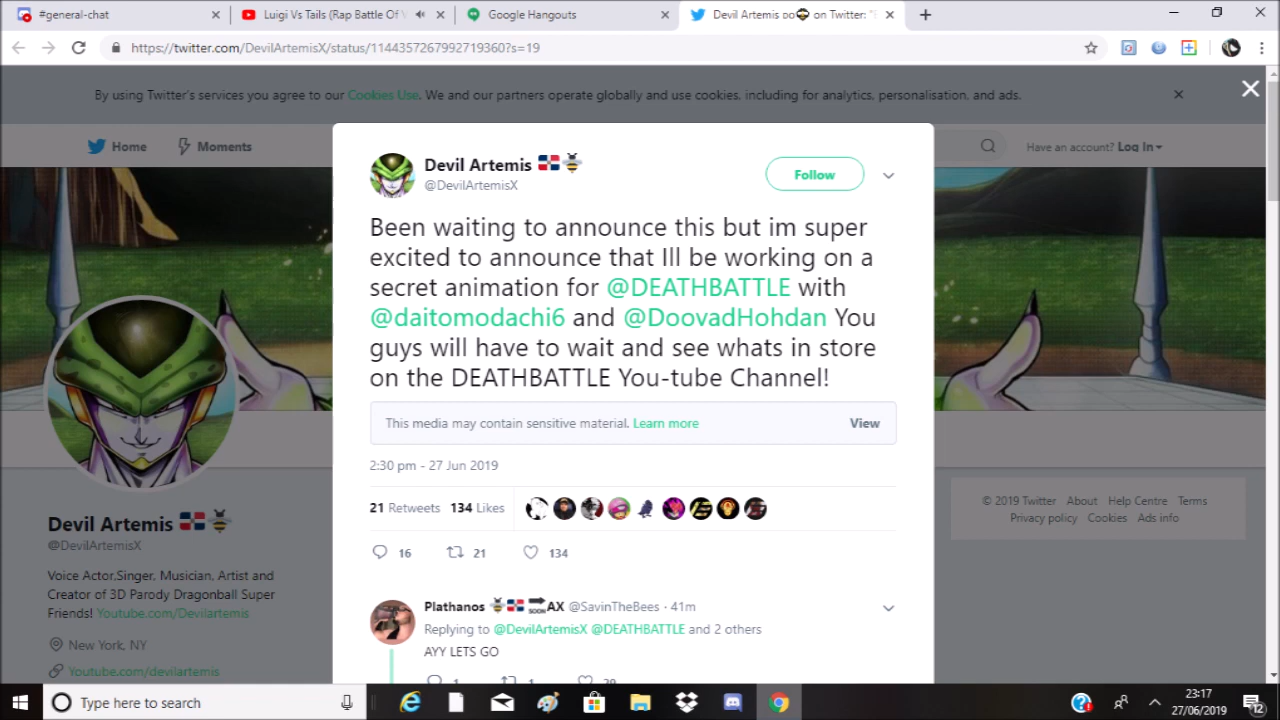 #general-chat
Luigi Vs Tails (Rap Battle Of V
Google Hangouts
Devil Artemis on Twitter: "B
https://twitter.com/DevilArtemisX/status/1144357267992719360?s=19
By using Twitter's services you agree to our Cookies Use. We and our partners operate globally and use cookies, including for analytics, personalisation, and ads.
Home
Moments
Have an account? Log In
Devil Artemis
@DevilArtemisX
Follow
Been waiting to announce this but im super
excited to announce that Ill be working on a
secret animation for @DEATHBATTLE with
@daitomodachi6 and @DoovadHohdan You
guys will have to wait and see whats in store
on the DEATHBATTLE You-tube Channel!
This media may contain sensitive material. Learn more
View
2:30 pm - 27 Jun 2019
21 Retweets 134 Likes
16 21 134
Plathanos SOON AX @SavinTheBees · 41m
Replying to @DevilArtemisX @DEATHBATTLE and 2 others
AYY LETS GO
1 1 29
Devil Artemis
@DevilArtemisX
Voice Actor,Singer, Musician, Artist and
Creator of 3D Parody Dragonball Super
Friends! Youtube.com/Devilartemis
New York, NY
Youtube.com/devilartemis
© 2019 Twitter About Help Centre Terms
Privacy policy Cookies Ads info
Type here to search
23:17
27/06/2019
12